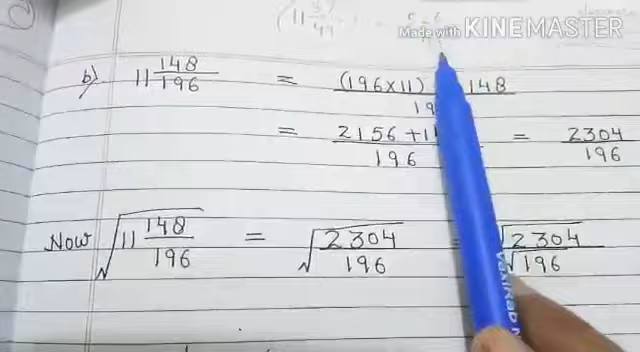 Made with KINEMASTER
b) 11 148/196 = (196×11) 148
= 2156 + 1 / 196 = 2304/196
Now √11 148/196 = √2304/196 = √2304/√196